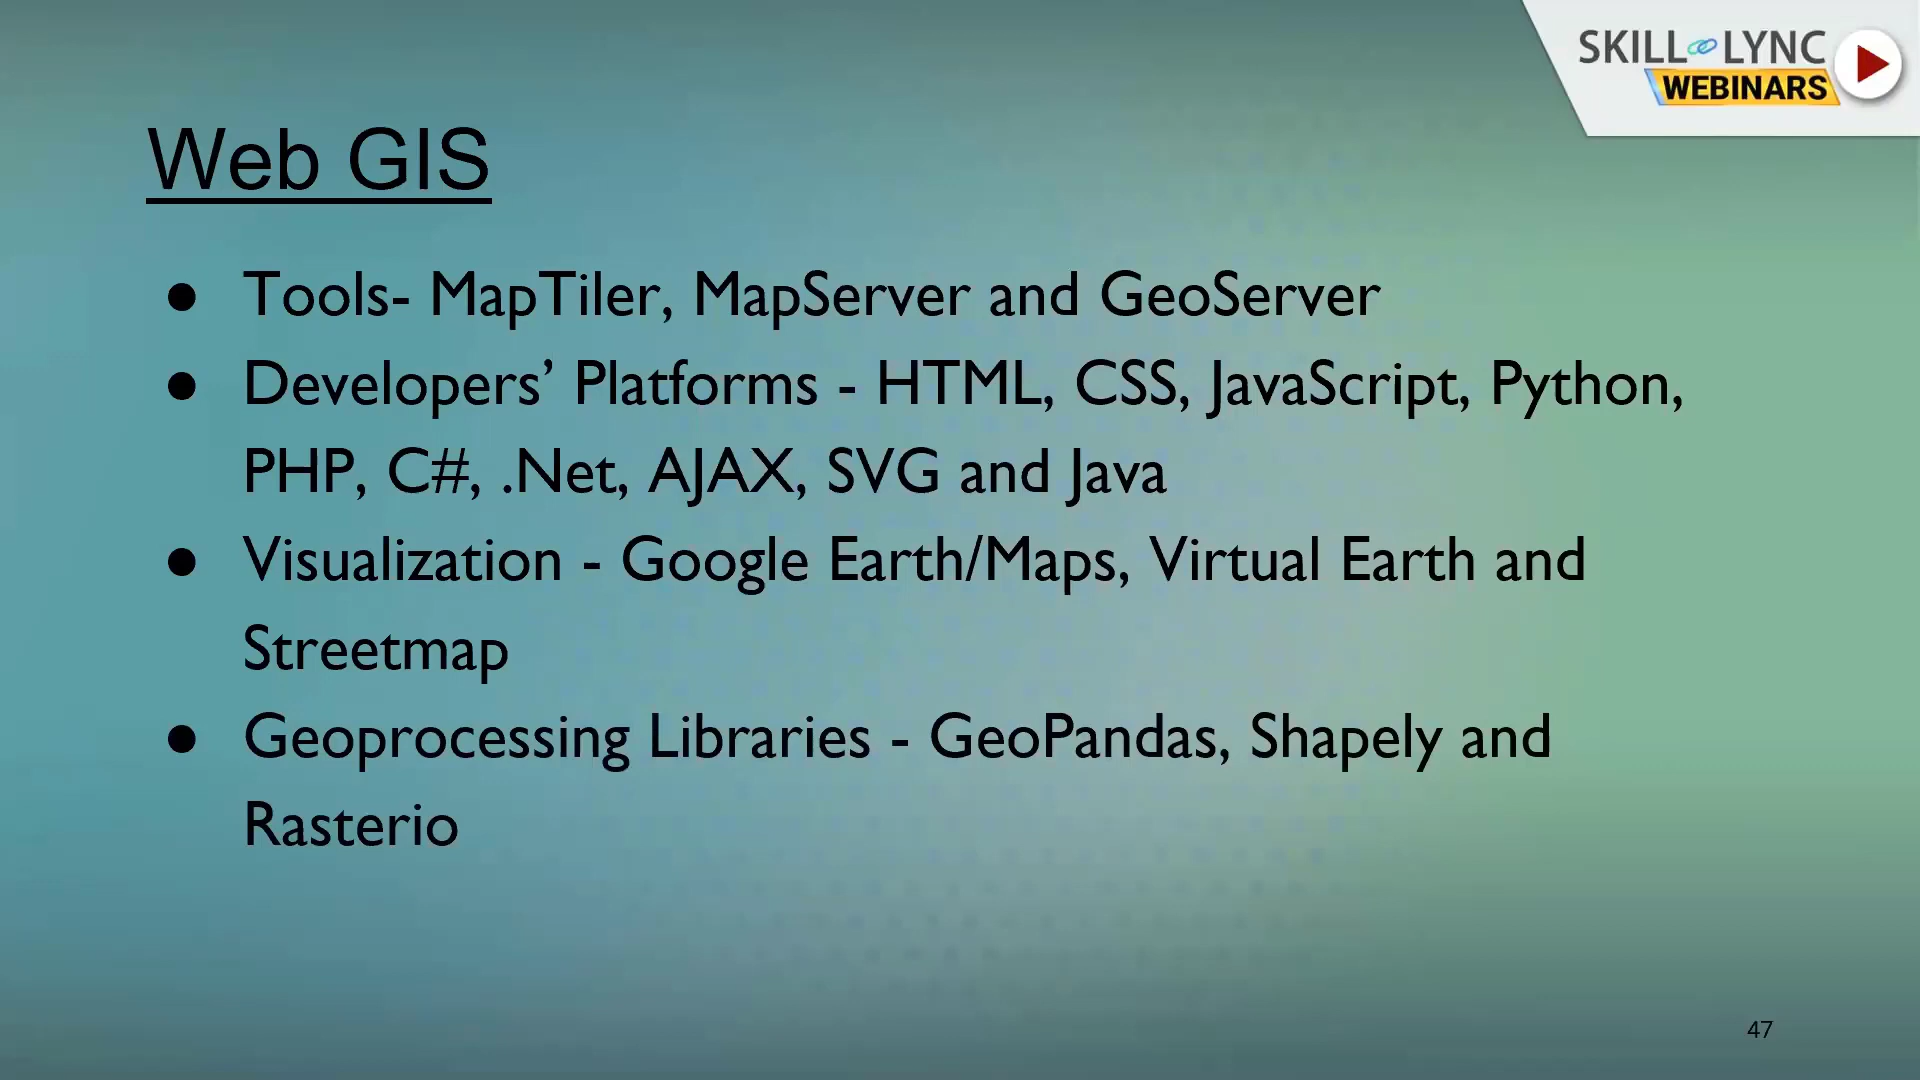 SKILL LYNC
WEBINARS
Web GIS
● Tools- MapTiler, MapServer and GeoServer
● Developers’ Platforms - HTML, CSS, JavaScript, Python,
PHP, C#, .Net, AJAX, SVG and Java
● Visualization - Google Earth/Maps, Virtual Earth and
Streetmap
● Geoprocessing Libraries - GeoPandas, Shapely and
Rasterio
47